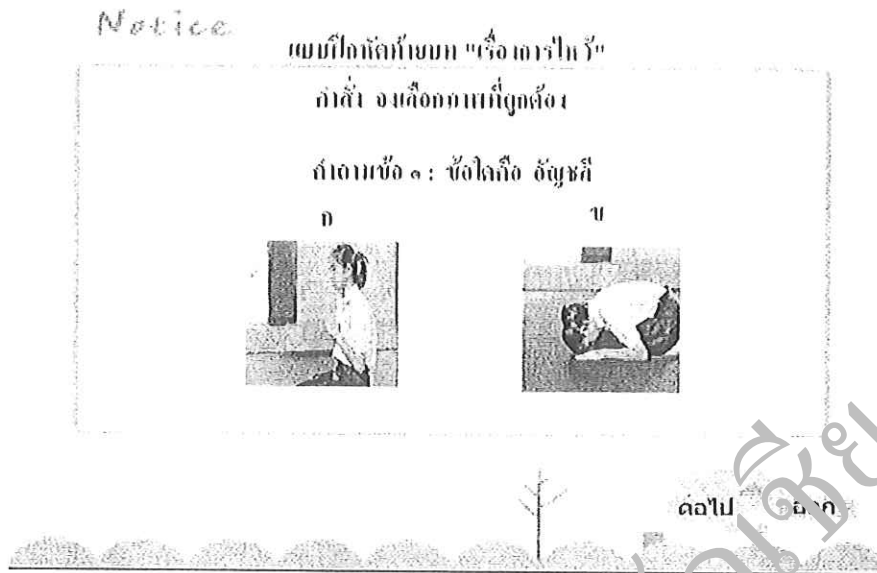 Notice
แบบฝึกหัดท้ายบท "เรื่องการไหว้"
คำสั่ง จงเลือกภาพที่ถูกต้อง
คำถามข้อ ๑ : ข้อใดคือ อัญชลี
ก ข
ต่อไป ออก